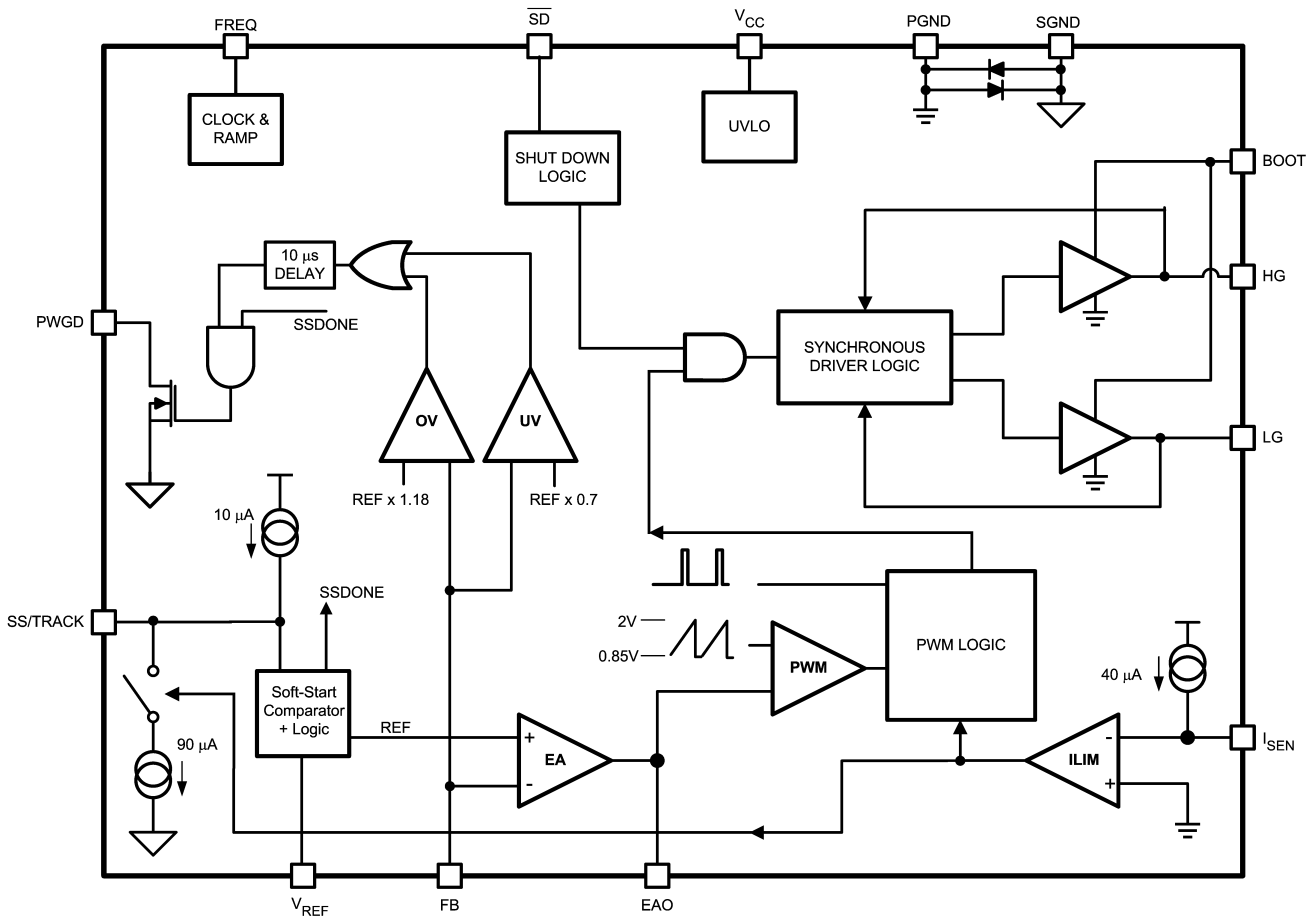 FREQ
SD
VCC
PGND
SGND
CLOCK &
RAMP
UVLO
SHUT DOWN
LOGIC
BOOT
10 μs
DELAY
HG
PWGD
SSDONE
SYNCHRONOUS
DRIVER LOGIC
OV
UV
LG
REF x 1.18
REF x 0.7
10 μA
SSDONE
SS/TRACK
2V
0.85V
PWM
PWM LOGIC
40 μA
Soft-Start
Comparator
+ Logic
REF
90 μA
+
EA
-
-
ILIM
+
ISEN
VREF
FB
EAO